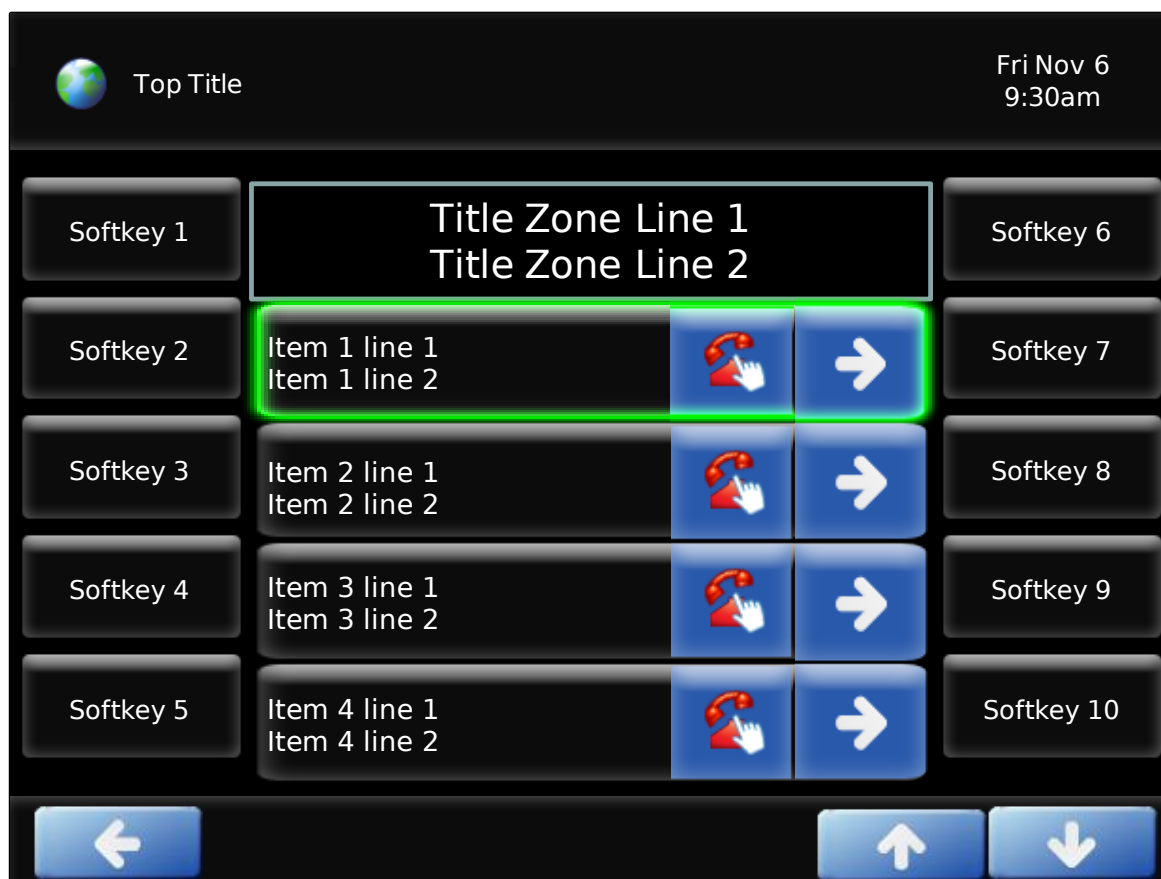 Top Title
Fri Nov 6
9:30am
Softkey 1
Title Zone Line 1
Title Zone Line 2
Softkey 6
Softkey 2
Item 1 line 1
Item 1 line 2
Softkey 7
Softkey 3
Item 2 line 1
Item 2 line 2
Softkey 8
Softkey 4
Item 3 line 1
Item 3 line 2
Softkey 9
Softkey 5
Item 4 line 1
Item 4 line 2
Softkey 10